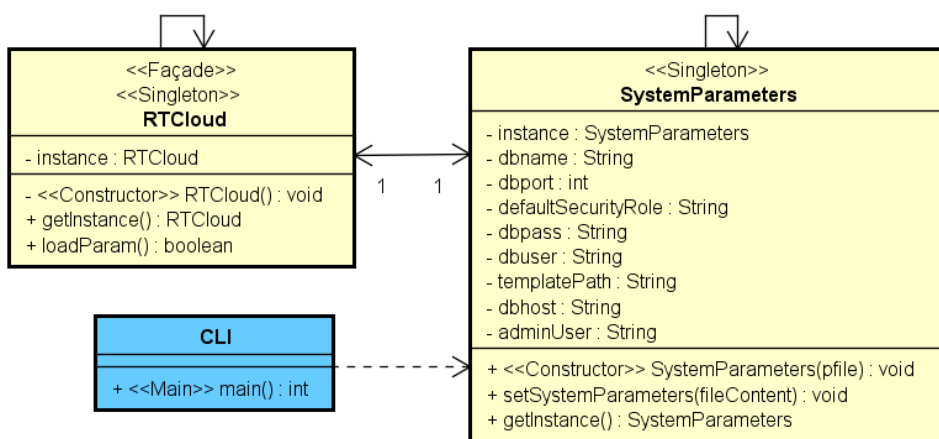 <<Façade>>
<<Singleton>>
RTCloud
- instance : RTCloud
- <<Constructor>> RTCloud() : void
+ getInstance() : RTCloud
+ loadParam() : boolean
1
1
<<Singleton>>
SystemParameters
- instance : SystemParameters
- dbname : String
- dbport : int
- defaultSecurityRole : String
- dbpass : String
- dbuser : String
- templatePath : String
- dbhost : String
- adminUser : String
+ <<Constructor>> SystemParameters(pfile) : void
+ setSystemParameters(fileContent) : void
+ getInstance() : SystemParameters
CLI
+ <<Main>> main() : int